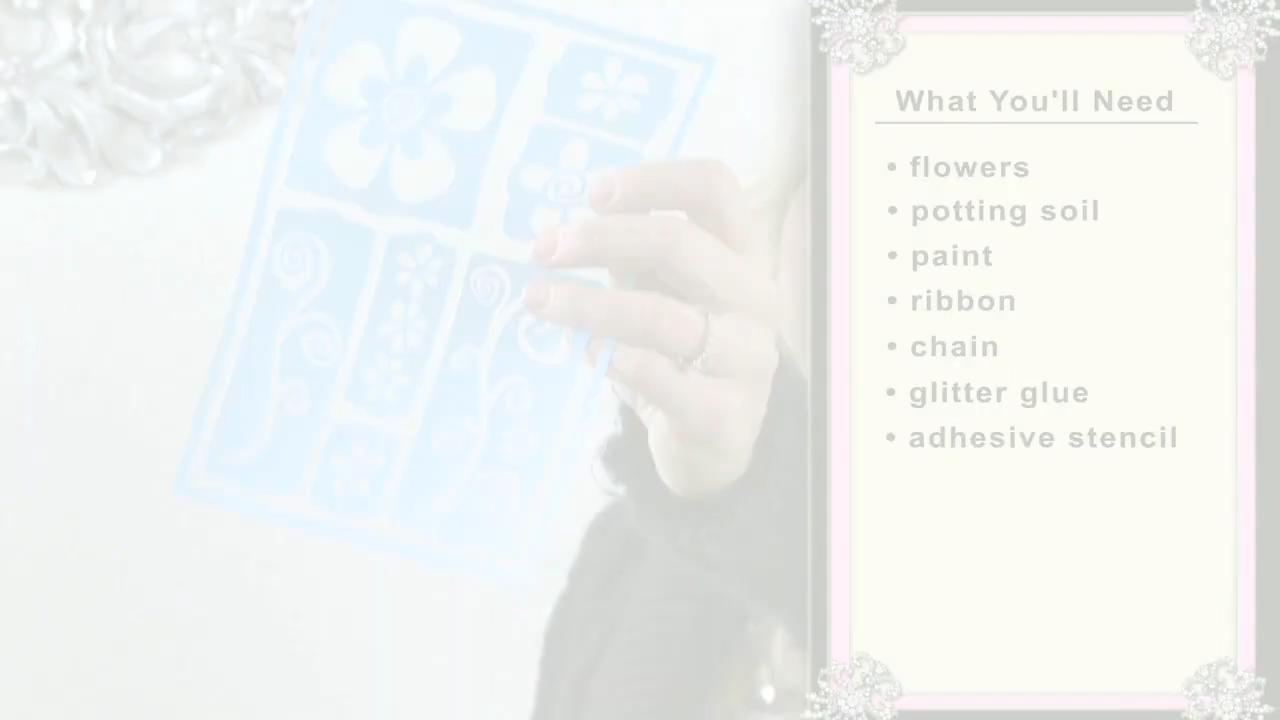 What You'll Need
• flowers
• potting soil
• paint
• ribbon
• chain
• glitter glue
• adhesive stencil